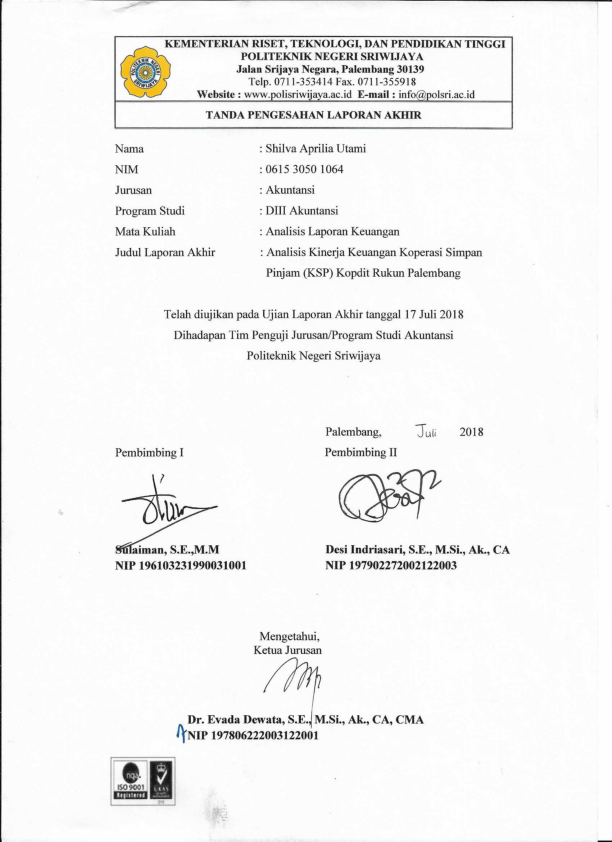 KEMENTERIAN RISET, TEKNOLOGI, DAN PENDIDIKAN TINGGI
POLITEKNIK NEGERI SRIWIJAYA
Jalan Srijaya Negara, Palembang 30139
Telp. 0711-353414 Fax. 0711-355918
Website : www.polisriwijaya.ac.id E-mail : info@polsri.ac.id
TANDA PENGESAHAN LAPORAN AKHIR
Nama : Shilva Aprilia Utami
NIM : 0615 3050 1064
Jurusan : Akuntansi
Program Studi : DIII Akuntansi
Mata Kuliah : Analisis Laporan Keuangan
Judul Laporan Akhir : Analisis Kinerja Keuangan Koperasi Simpan
Pinjam (KSP) Kopdit Rukun Palembang
Telah diujikan pada Ujian Laporan Akhir tanggal 17 Juli 2018
Dihadapan Tim Penguji Jurusan/Program Studi Akuntansi
Politeknik Negeri Sriwijaya
Palembang, Juli 2018
Pembimbing I Pembimbing II
Sulaiman, S.E.,M.M Desi Indriasari, S.E., M.Si., Ak., CA
NIP 196103231990031001 NIP 197902272002122003
Mengetahui,
Ketua Jurusan
Dr. Evada Dewata, S.E., M.Si., Ak., CA, CMA
NIP 197806222003122001
nqa.
ISO 9001
Registered
UKAS